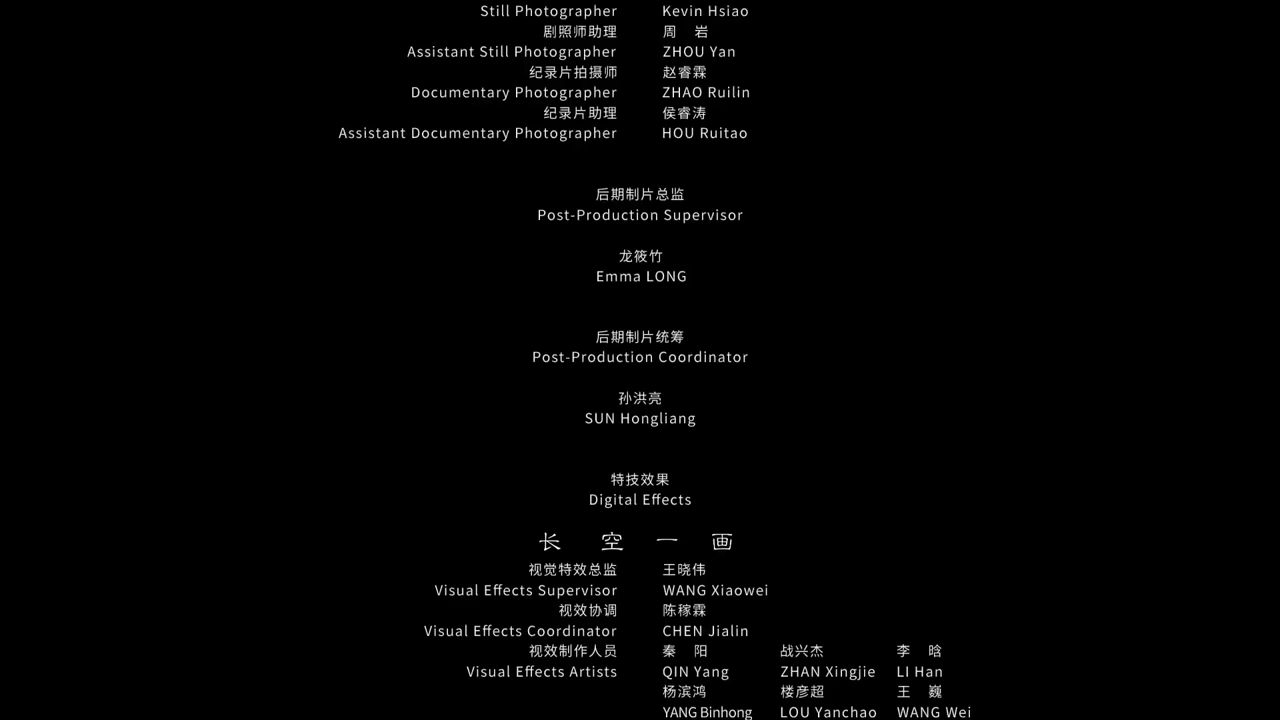 Still Photographer Kevin Hsiao
剧照师助理 周 岩
Assistant Still Photographer ZHOU Yan
纪录片拍摄师 赵睿霖
Documentary Photographer ZHAO Ruilin
纪录片助理 侯睿涛
Assistant Documentary Photographer HOU Ruitao
后期制片总监
Post-Production Supervisor
龙筱竹
Emma LONG
后期制片统筹
Post-Production Coordinator
孙洪亮
SUN Hongliang
特技效果
Digital Effects
长 空 一 画
视觉特效总监 王晓伟
Visual Effects Supervisor WANG Xiaowei
视效协调 陈稼霖
Visual Effects Coordinator CHEN Jialin
视效制作人员 秦 阳 战兴杰 李 晗
Visual Effects Artists QIN Yang ZHAN Xingjie LI Han
杨滨鸿 楼彦超 王 巍
YANG Binhong LOU Yanchao WANG Wei